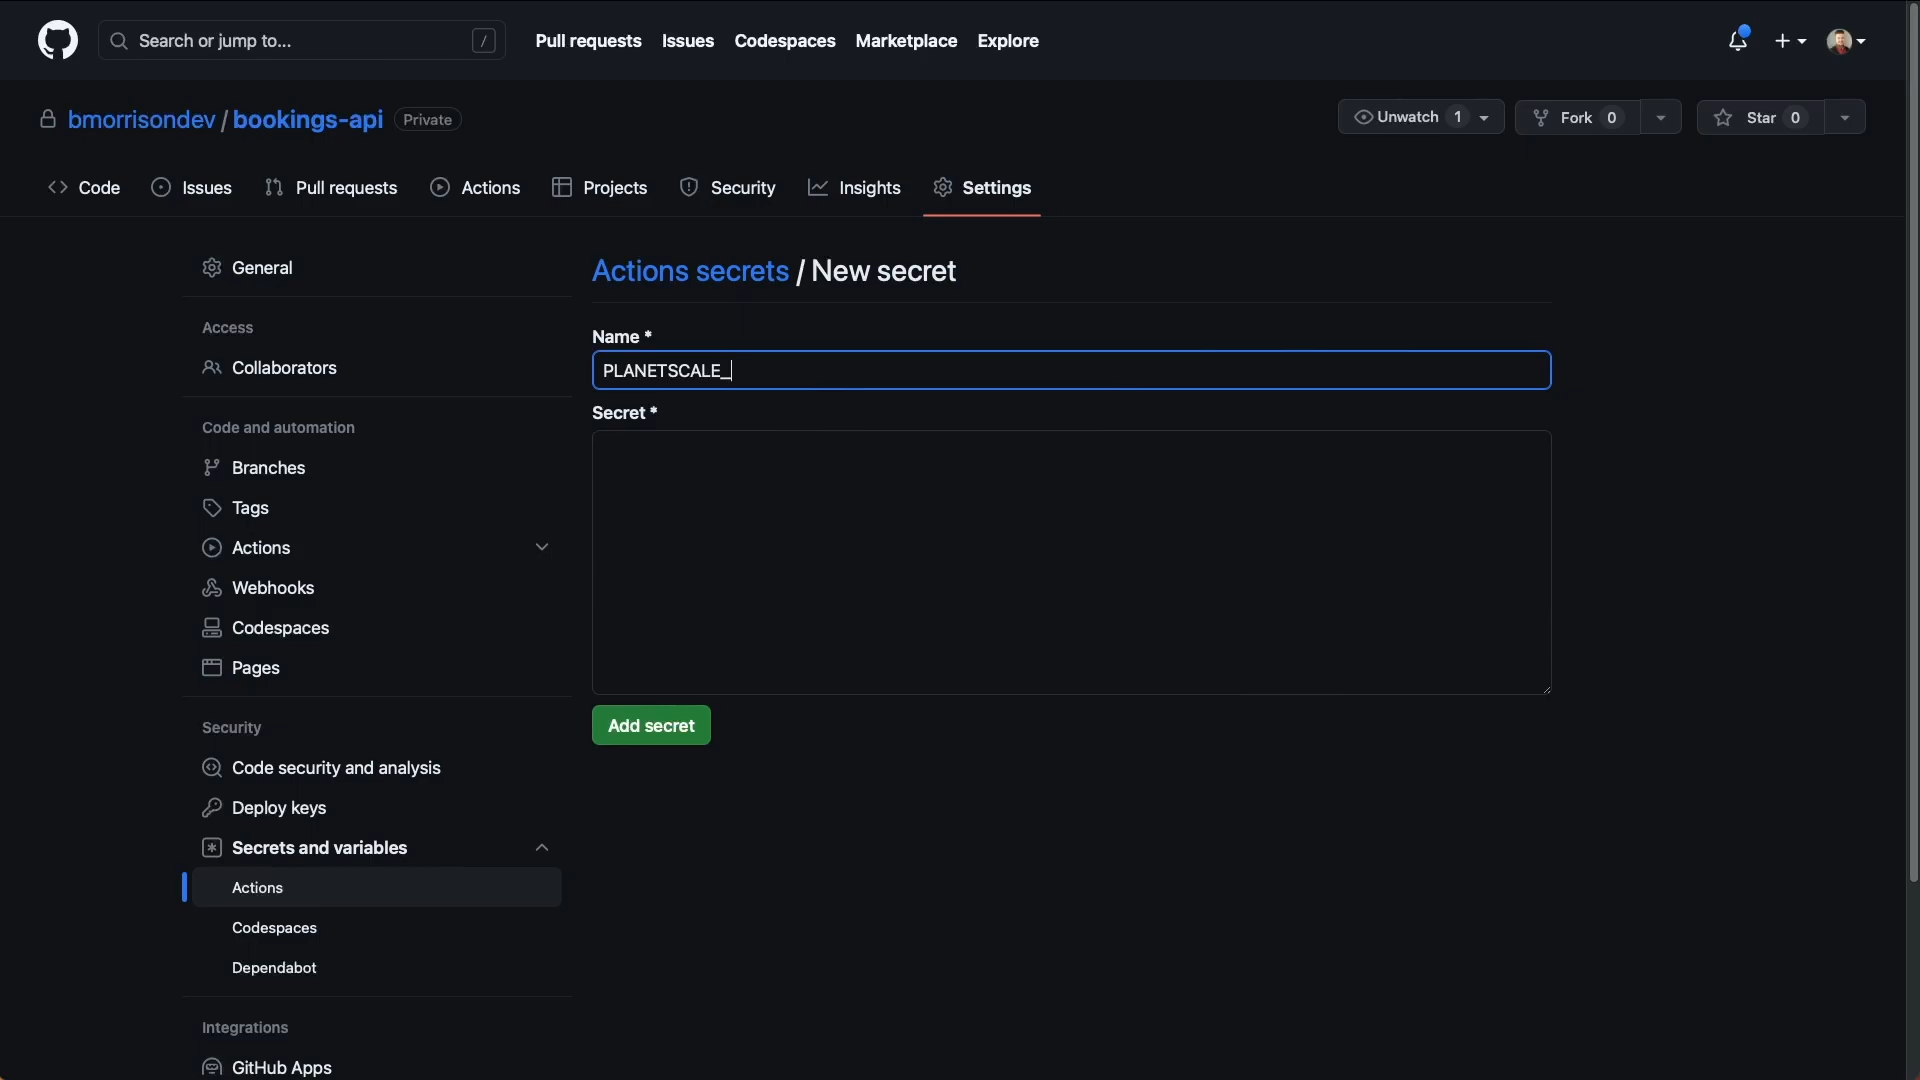 Search or jump to... /
Pull requests Issues Codespaces Marketplace Explore
bmorrisondev / bookings-api Private
Unwatch 1 Fork 0 Star 0
Code Issues Pull requests Actions Projects Security Insights Settings
General
Access
Collaborators
Code and automation
Branches
Tags
Actions
Webhooks
Codespaces
Pages
Security
Code security and analysis
Deploy keys
Secrets and variables
Actions
Codespaces
Dependabot
Integrations
GitHub Apps
Actions secrets / New secret
Name *
PLANETSCALE_
Secret *
Add secret